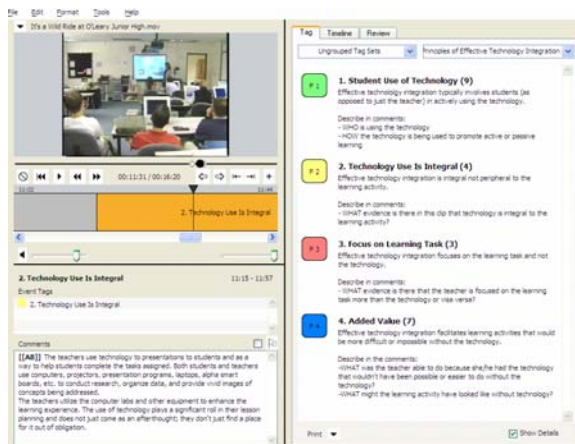 File Edit Format Tools Help
It's a Wild Ride at O'Leary Junior High.mov
00:11:31 / 00:16:20
11:02 11:44
2. Technology Use Is Integral
2. Technology Use Is Integral 11:15 - 11:57
Event Tags
2. Technology Use Is Integral
Comments
[[AB]] The teachers use technology to presentations to students and as a
way to help students complete the tasks assigned. Both students and teachers
use computers, projectors, presentation programs, laptops, alpha smart
boards, etc. to conduct research, organize data, and provide vivid images of
concepts being addressed.
The teachers utilize the computer labs and other equipment to enhance the
learning experience. The use of technology plays a significant roll in their lesson
planning and does not just come as an afterthought; they don't just find a place
for it out of obligation.
Tag Timeline Review
Ungrouped Tag Sets Principles of Effective Technology Integration
P 1
1. Student Use of Technology (9)
Effective technology integration typically involves students (as
opposed to just the teacher) in actively using the technology.
Describe in comments:
- WHO is using the technology
- HOW the technology is being used to promote active or passive
learning
P 2
2. Technology Use Is Integral (4)
Effective technology integration is integral not peripheral to the
learning activity.
Describe in comments:
- WHAT evidence is there in this clip that technology is integral to the
learning activity?
P 3
3. Focus on Learning Task (3)
Effective technology integration focuses on the learning task and not
the technology.
Describe in comments:
- WHAT evidence is there that the teacher is focused on the learning
task more than the technology or visa verse?
P 4
4. Added Value (7)
Effective technology integration facilitates learning activities that would
be more difficult or impossible without the technology.
Describe in the comments:
-WHAT was the teacher able to do because she/he had the technology
that wouldn't have been possible or easier to do without the
technology?
-WHAT might the learning activity have looked like without technology?
Print Show Details